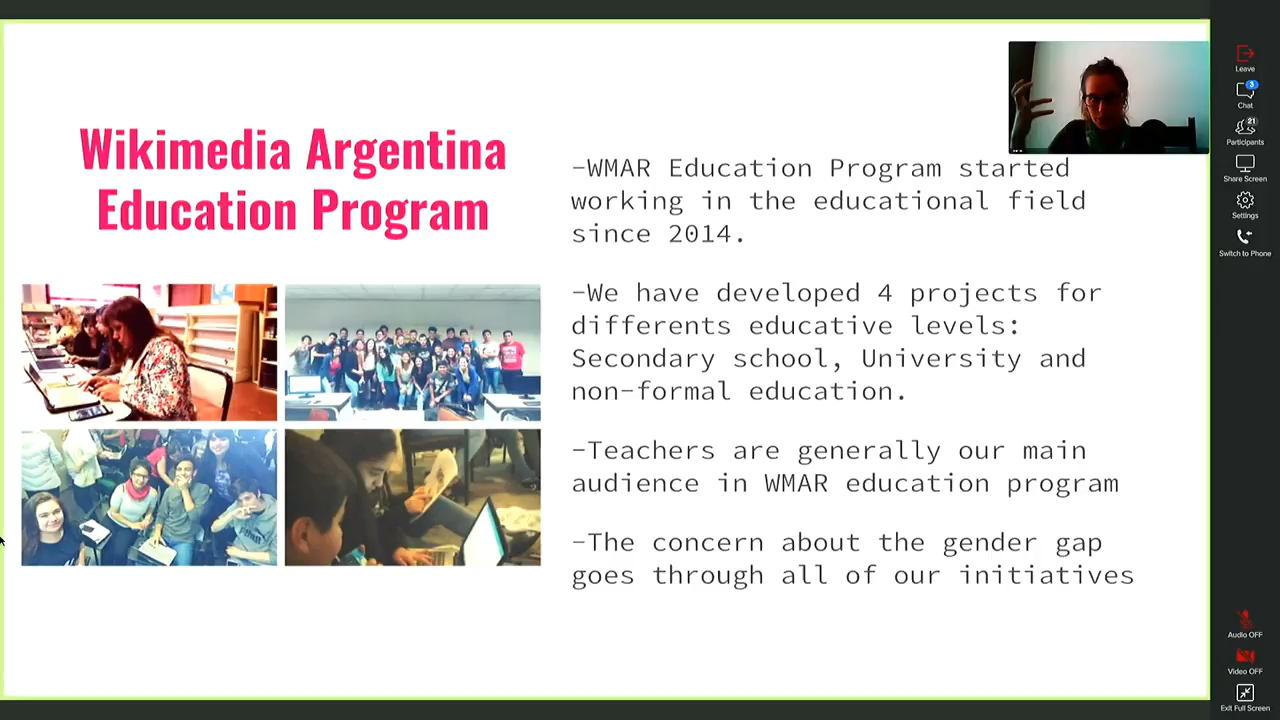 Wikimedia Argentina
Education Program
-WMAR Education Program started
working in the educational field
since 2014.
-We have developed 4 projects for
differents educative levels:
Secondary school, University and
non-formal education.
-Teachers are generally our main
audience in WMAR education program
-The concern about the gender gap
goes through all of our initiatives
Leave
3
Chat
21
Participants
Share Screen
Settings
Switch to Phone
Audio OFF
Video OFF
Exit Full Screen